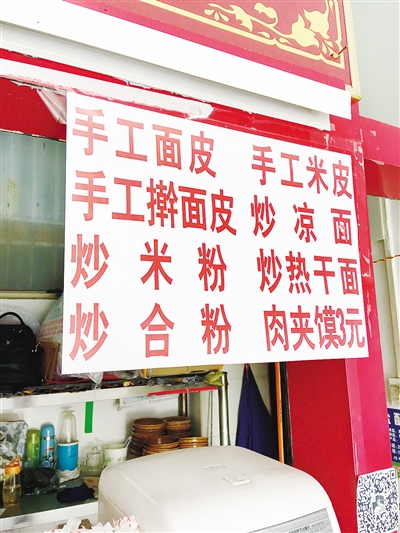 手工面皮 手工米皮
手工擀面皮 炒凉面
炒米粉 炒热干面
炒合粉 肉夹馍3元